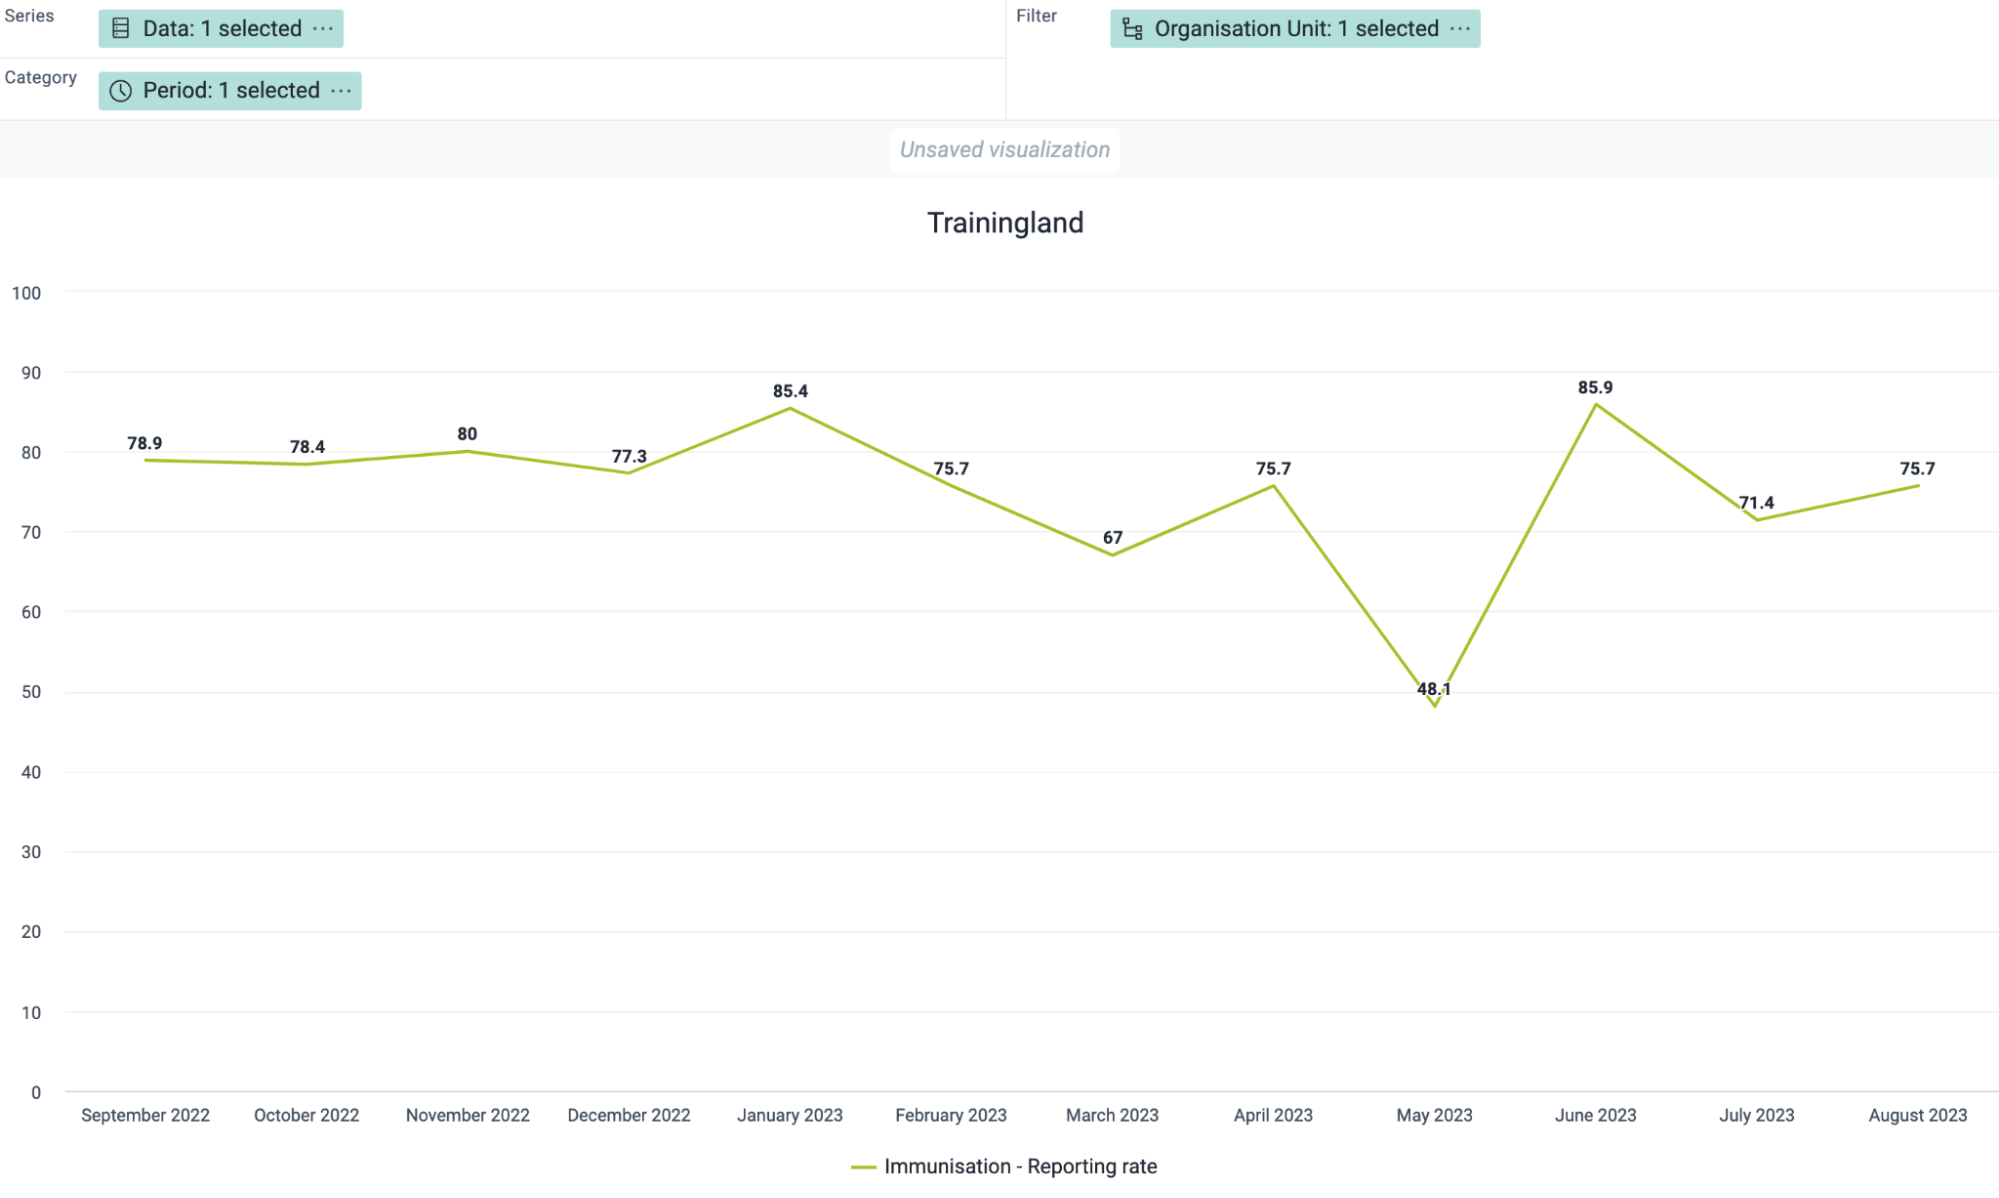 Series
Data: 1 selected ···
Filter
Organisation Unit: 1 selected ···
Category
Period: 1 selected ···
Unsaved visualization
Trainingland
100
90
80
70
60
50
40
30
20
10
0
78.9
78.4
80
77.3
85.4
75.7
67
75.7
48.1
85.9
71.4
75.7
September 2022
October 2022
November 2022
December 2022
January 2023
February 2023
March 2023
April 2023
May 2023
June 2023
July 2023
August 2023
Immunisation - Reporting rate